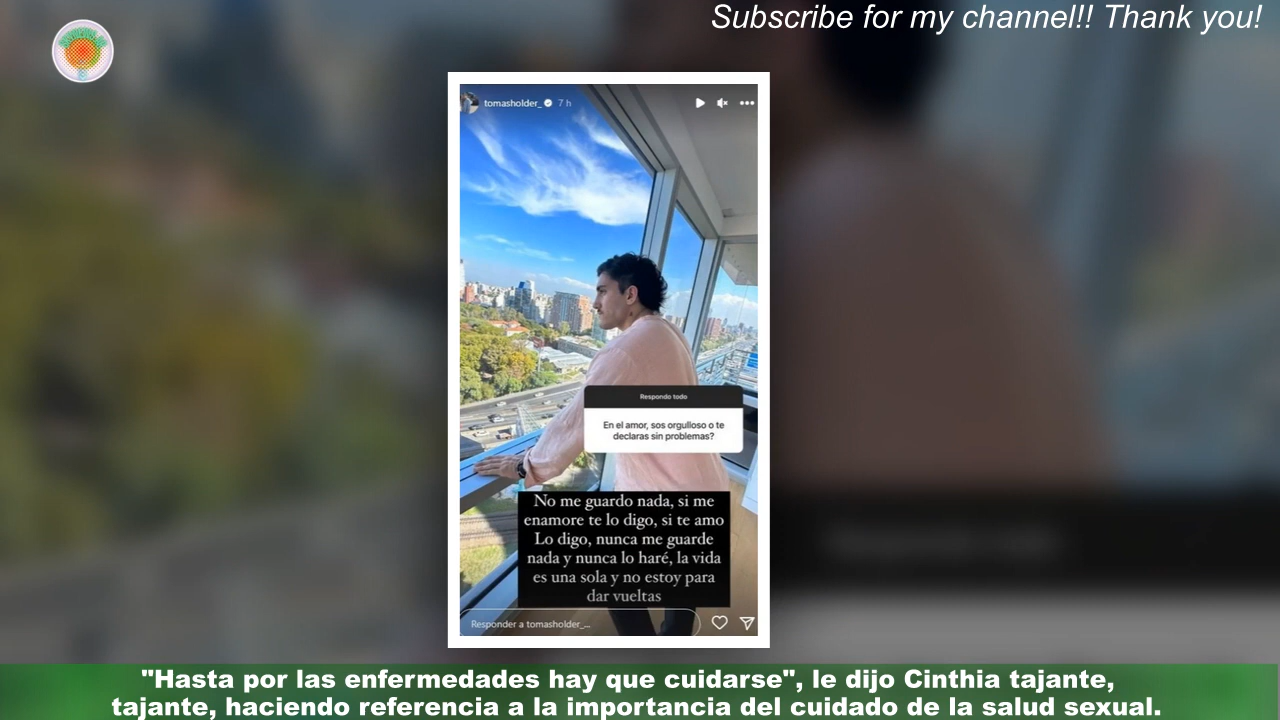 Subscribe for my channel!! Thank you!
tomasholder_ 7 h
Respondo todo
En el amor, sos orgulloso o te
declaras sin problemas?
No me guardo nada, si me
enamore te lo digo, si te amo
Lo digo, nunca me guarde
nada y nunca lo haré, la vida
es una sola y no estoy para
dar vueltas
Responder a tomasholder_...
"Hasta por las enfermedades hay que cuidarse", le dijo Cinthia tajante,
tajante, haciendo referencia a la importancia del cuidado de la salud sexual.